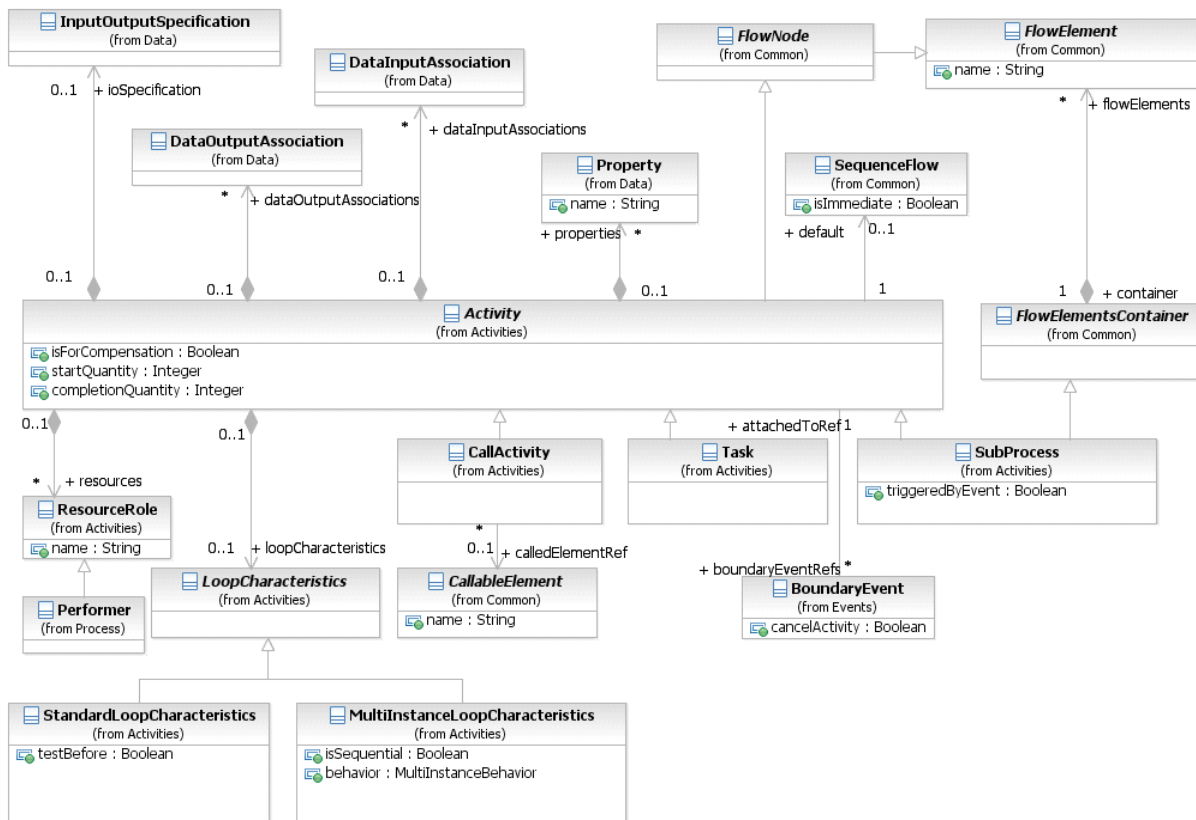 InputOutputSpecification
(from Data)
0..1
+ ioSpecification
DataInputAssociation
(from Data)
*
+ dataInputAssociations
FlowNode
(from Common)
FlowElement
(from Common)
name : String
*
+ flowElements
DataOutputAssociation
(from Data)
*
+ dataOutputAssociations
Property
(from Data)
name : String
+ properties
*
SequenceFlow
(from Common)
isImmediate : Boolean
+ default
0..1
0..1
0..1
0..1
0..1
1
1
+ container
Activity
(from Activities)
isForCompensation : Boolean
startQuantity : Integer
completionQuantity : Integer
FlowElementsContainer
(from Common)
0..1
0..1
+ attachedToRef
1
*
+ resources
CallActivity
(from Activities)
Task
(from Activities)
SubProcess
(from Activities)
triggeredByEvent : Boolean
ResourceRole
(from Activities)
name : String
0..1
+ loopCharacteristics
*
0..1
+ calledElementRef
+ boundaryEventRefs
*
Performer
(from Process)
LoopCharacteristics
(from Activities)
CallableElement
(from Common)
name : String
BoundaryEvent
(from Events)
cancelActivity : Boolean
StandardLoopCharacteristics
(from Activities)
testBefore : Boolean
MultiInstanceLoopCharacteristics
(from Activities)
isSequential : Boolean
behavior : MultiInstanceBehavior